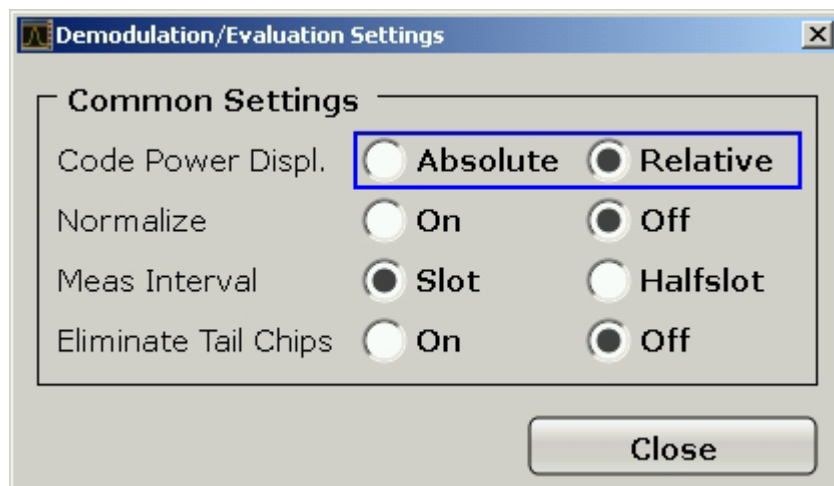 Demodulation/Evaluation Settings
Common Settings
Code Power Displ. Absolute Relative
Normalize On Off
Meas Interval Slot Halfslot
Eliminate Tail Chips On Off
Close